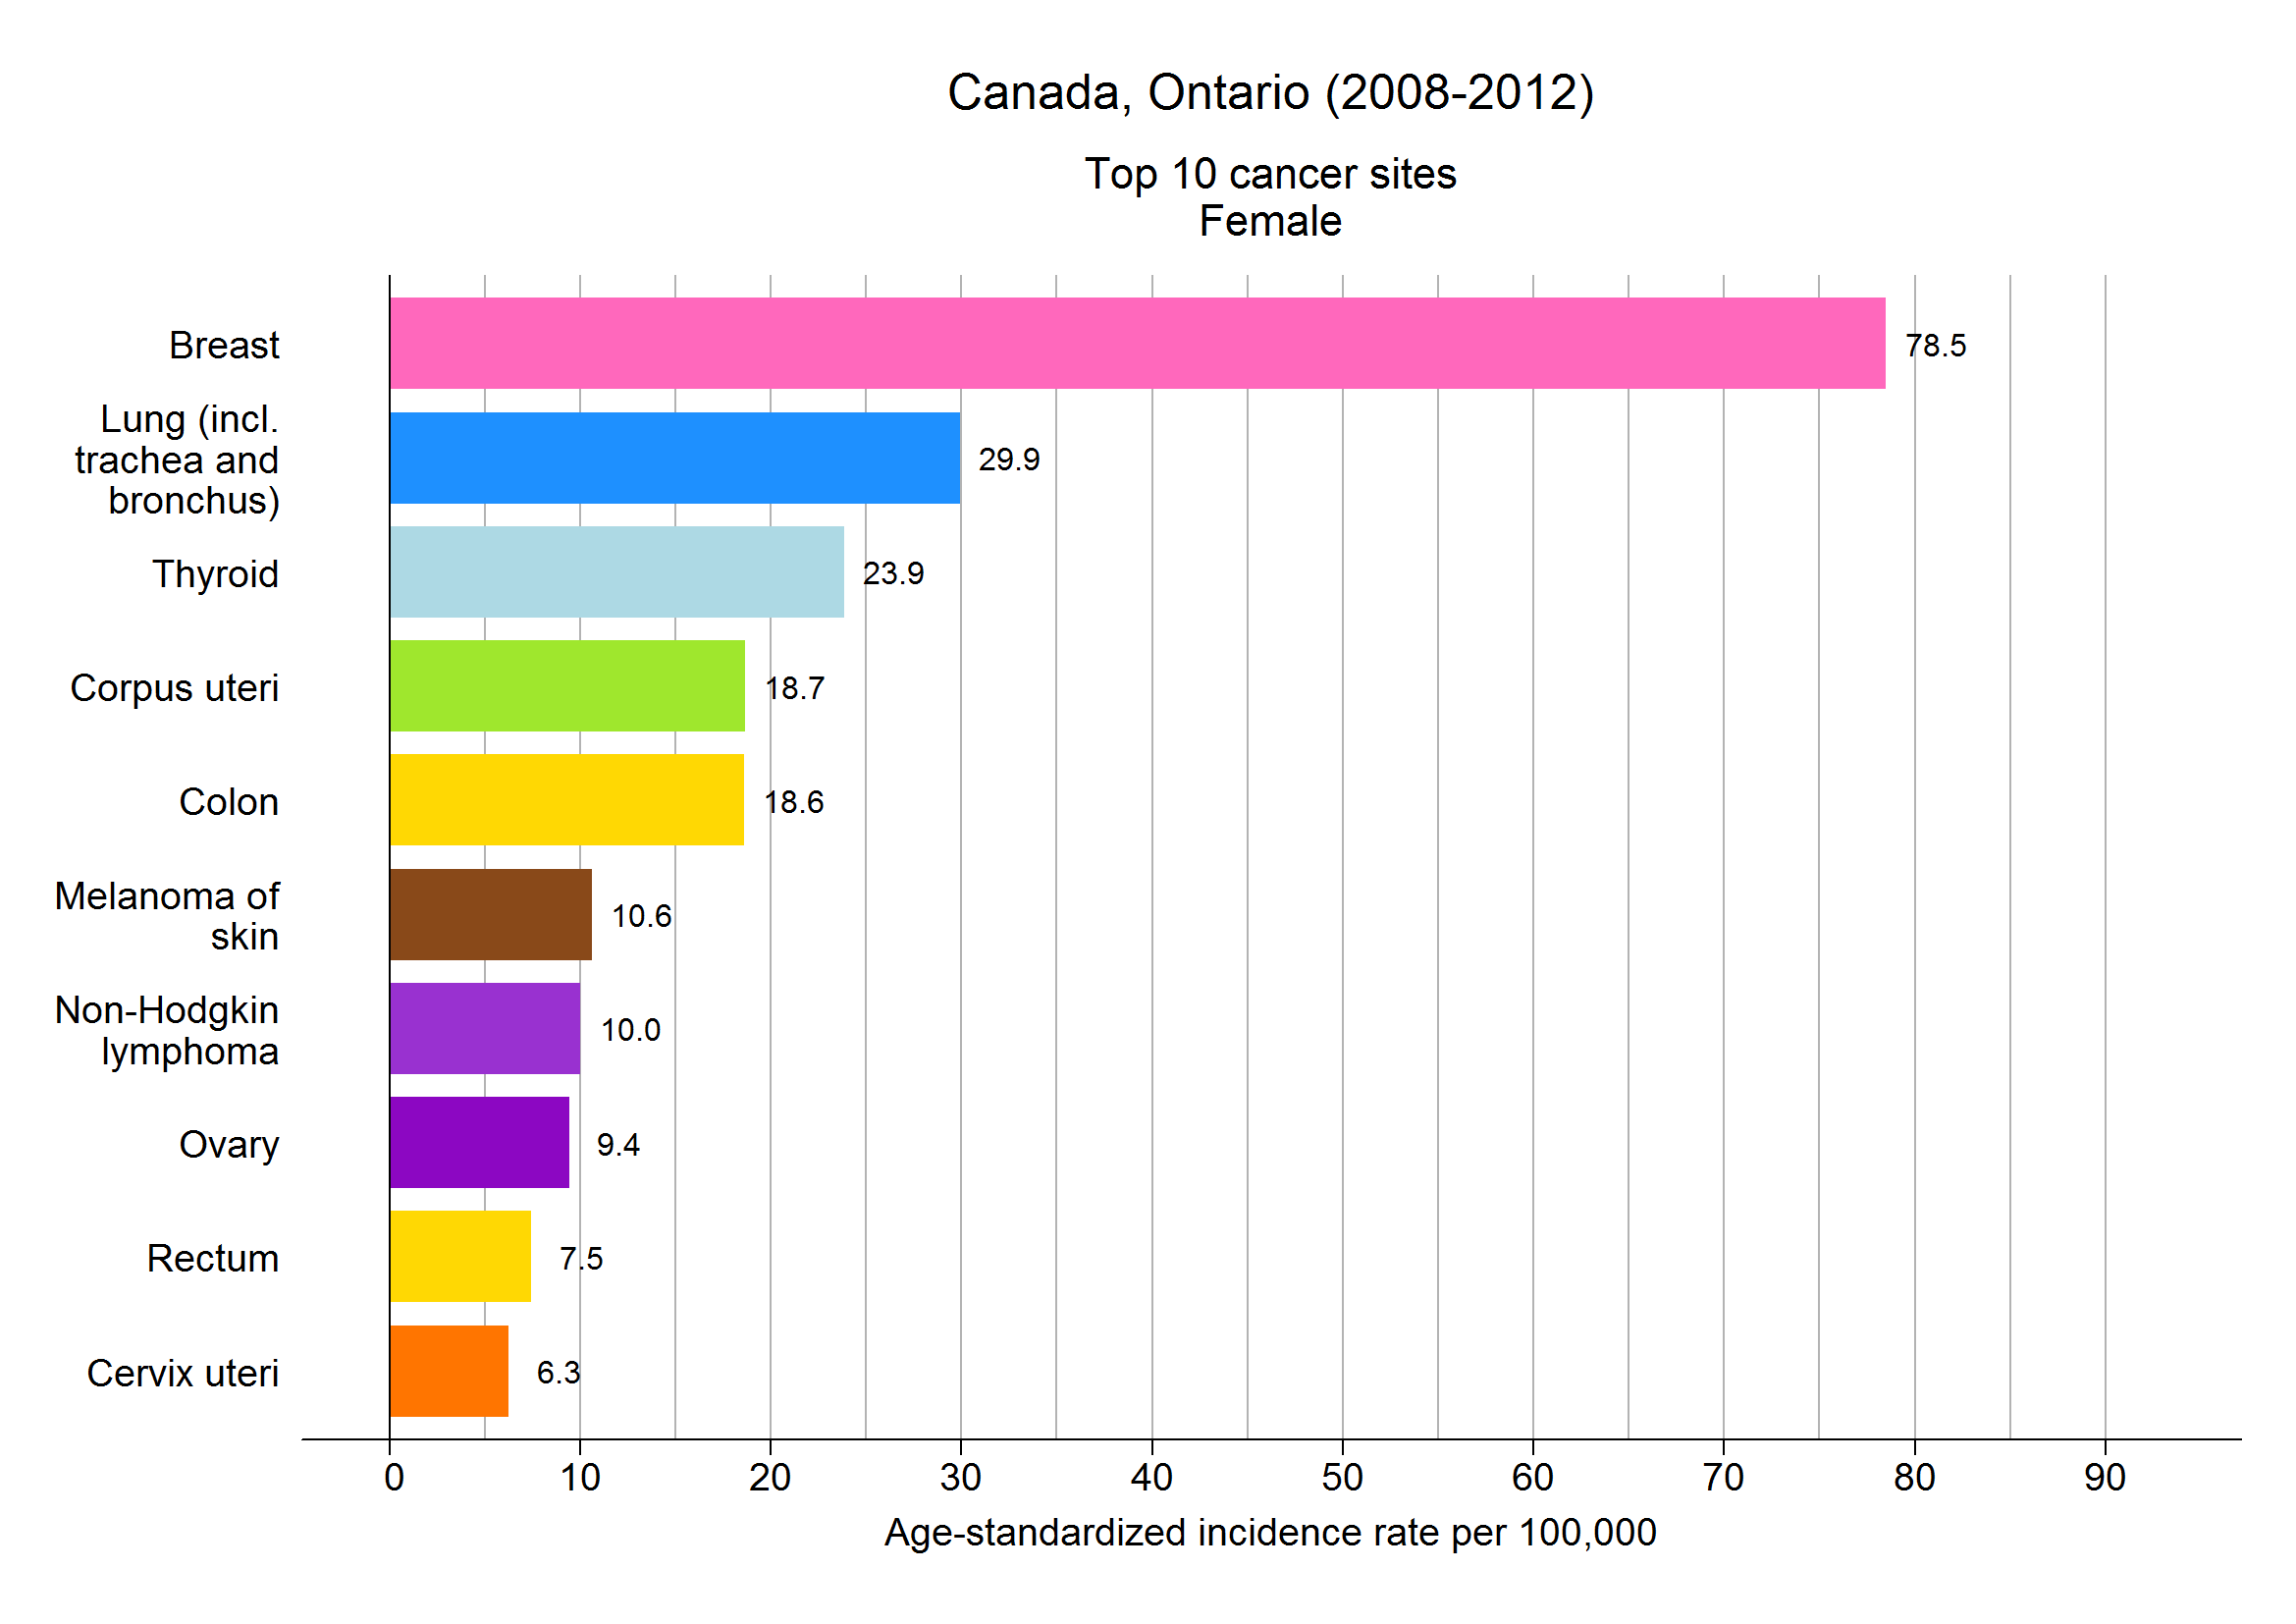 Canada, Ontario (2008-2012)
Top 10 cancer sites
Female
Breast
78.5
Lung (incl.
trachea and
bronchus)
29.9
Thyroid
23.9
Corpus uteri
18.7
Colon
18.6
Melanoma of
skin
10.6
Non-Hodgkin
lymphoma
10.0
Ovary
9.4
Rectum
7.5
Cervix uteri
6.3
0 10 20 30 40 50 60 70 80 90
Age-standardized incidence rate per 100,000